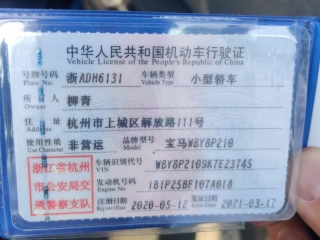 中华人民共和国机动车行驶证
Vehicle License of the People's Republic of China
号牌号码 浙ADH6131 车辆类型 小型轿车
Plate No. Vehicle Type
所有人 柳青
Owner
住址 杭州市上城区解放路111号
Address
使用性质 非营运 品牌型号 宝马WBY8P210
Use Character Model
车辆识别代号 WBY8P2109K7E23745
VIN
浙江省杭州市公安局交通警察支队
发动机号码 IB1P25BF107A018
Engine No.
注册日期 2020-05-12 2021-03-17
Register Date Issue Date